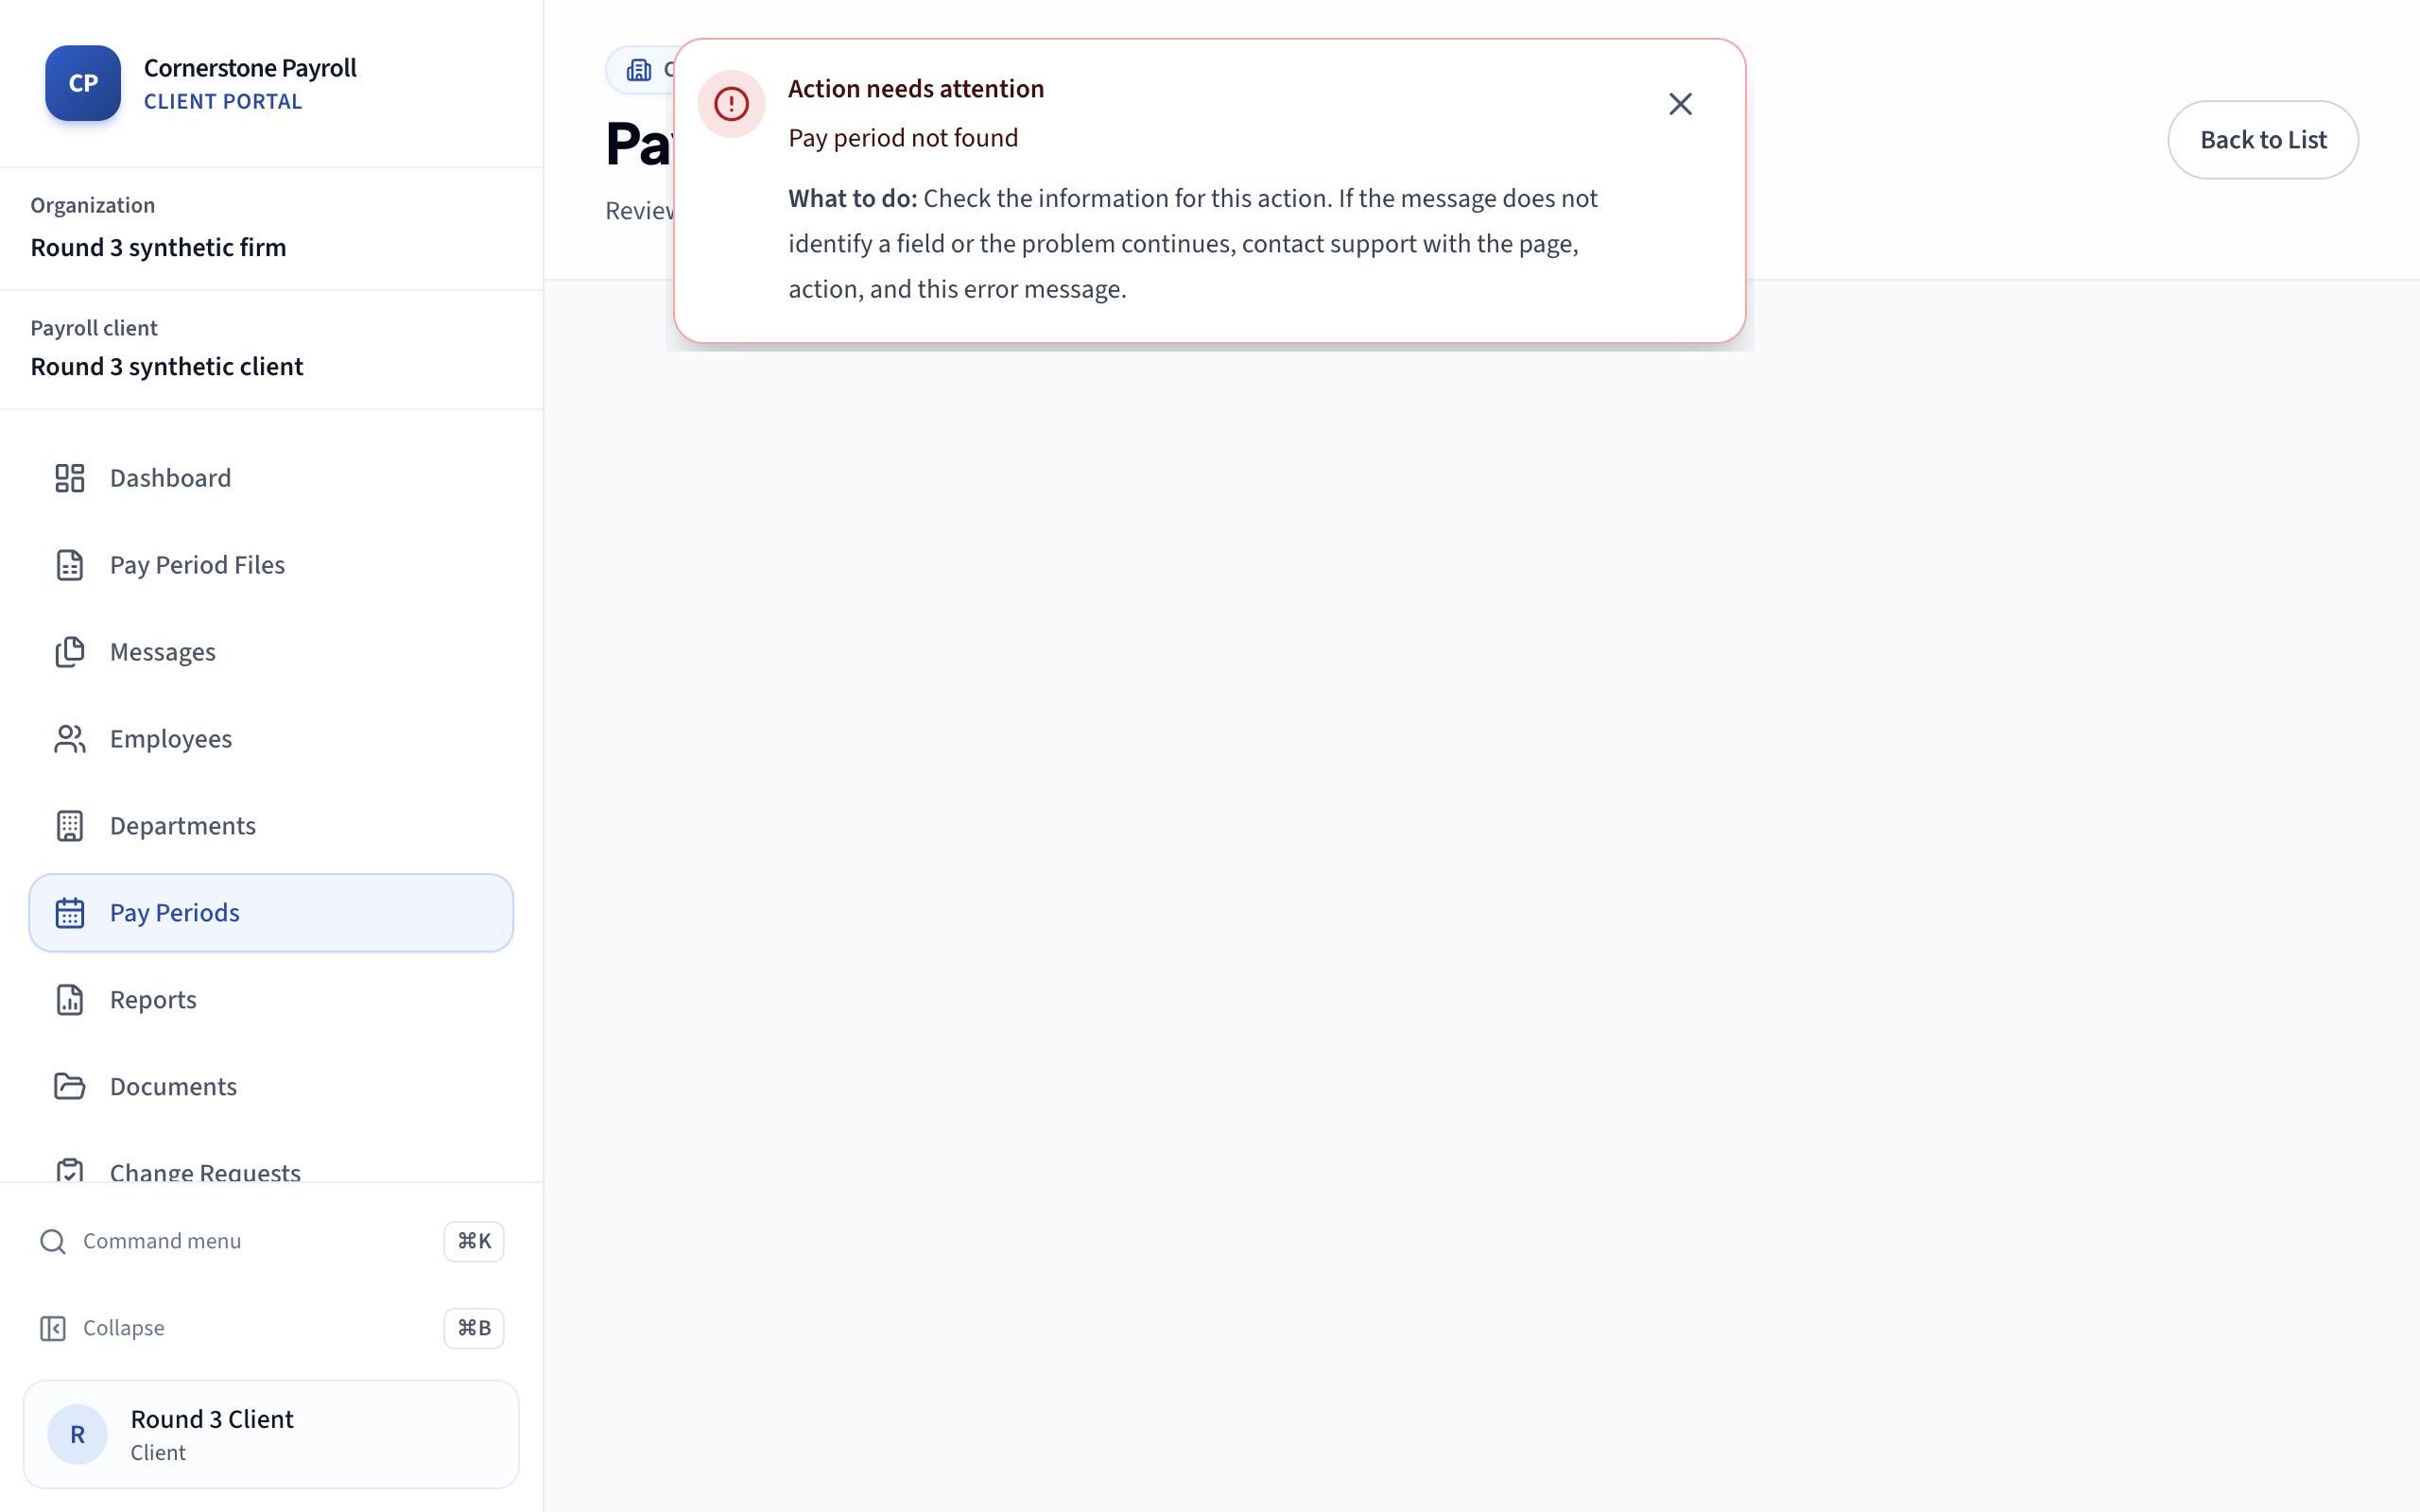 CP
Cornerstone Payroll
CLIENT PORTAL
Organization
Round 3 synthetic firm
Payroll client
Round 3 synthetic client
Dashboard
Pay Period Files
Messages
Employees
Departments
Pay Periods
Reports
Documents
Change Requests
Command menu ⌘K
Collapse ⌘B
R
Round 3 Client
Client
Action needs attention
Pay period not found
What to do: Check the information for this action. If the message does not
identify a field or the problem continues, contact support with the page,
action, and this error message.
Back to List